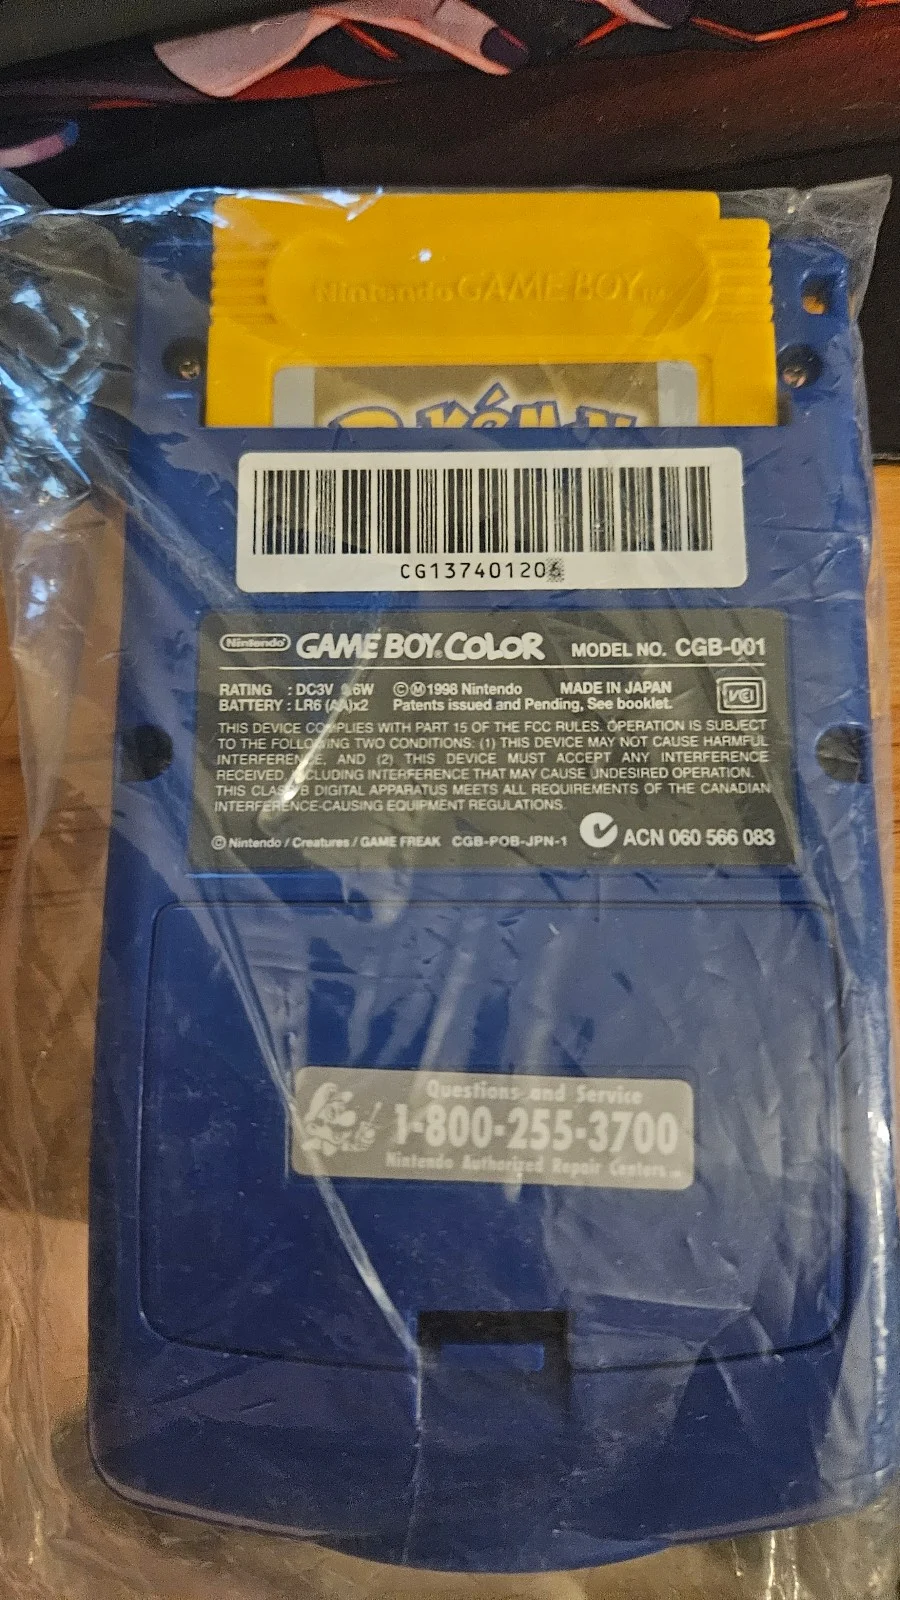 Nintendo GAME BOY TM
Pokémon
CG13740120
Nintendo GAME BOY COLOR MODEL NO. CGB-001
RATING : DC3V 0.6W © Ⓜ 1998 Nintendo MADE IN JAPAN
BATTERY : LR6 (AA)x2 Patents issued and Pending, See booklet. VCI
THIS DEVICE COMPLIES WITH PART 15 OF THE FCC RULES. OPERATION IS SUBJECT
TO THE FOLLOWING TWO CONDITIONS: (1) THIS DEVICE MAY NOT CAUSE HARMFUL
INTERFERENCE, AND (2) THIS DEVICE MUST ACCEPT ANY INTERFERENCE
RECEIVED, INCLUDING INTERFERENCE THAT MAY CAUSE UNDESIRED OPERATION.
THIS CLASS B DIGITAL APPARATUS MEETS ALL REQUIREMENTS OF THE CANADIAN
INTERFERENCE-CAUSING EQUIPMENT REGULATIONS.
© Nintendo / Creatures / GAME FREAK CGB-POB-JPN-1 ACN 060 566 083
Questions and Service
1-800-255-3700
Nintendo Authorized Repair Centers